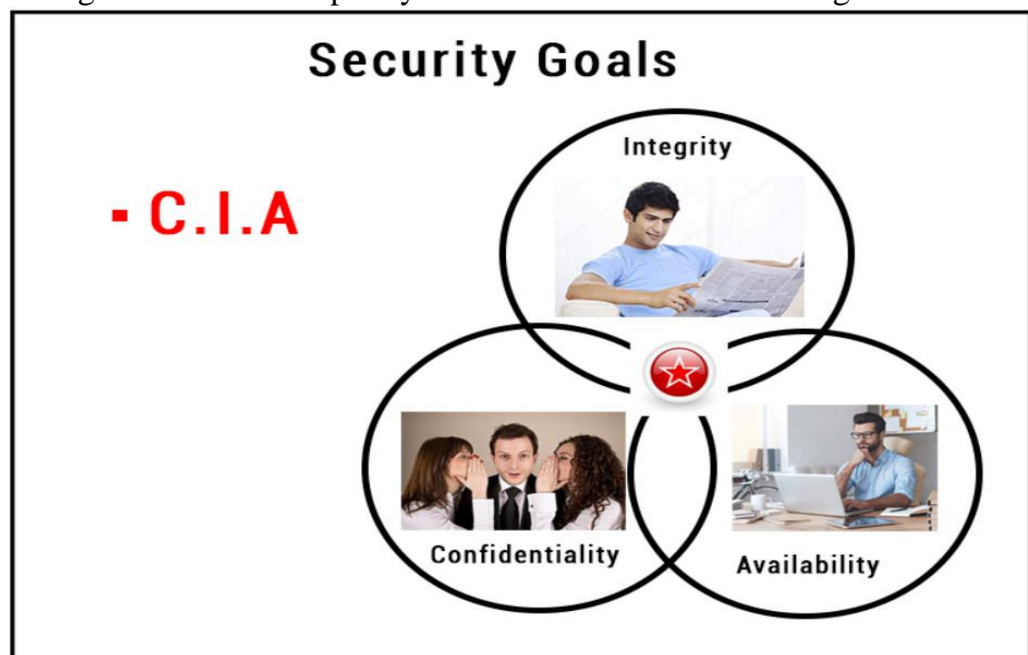 Security Goals
Integrity
▪ C.I.A
Confidentiality
Availability